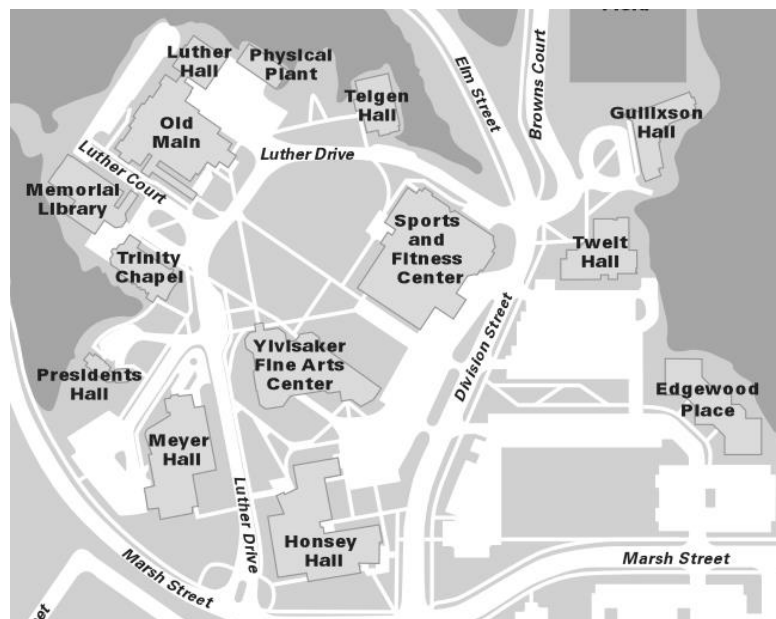 Luther
Hall
Physical
Plant
Telgen
Hall
Elm Street
Browns Court
Gullixson
Hall
Old
Main
Luther Drive
Luther Court
Memorial
Library
Sports
and
Fitness
Center
Twelt
Hall
Trinity
Chapel
Division Street
Ylvisaker
Fine Arts
Center
Presidents
Hall
Edgewood
Place
Meyer
Hall
Luther Drive
Honsey
Hall
Marsh Street
Marsh Street